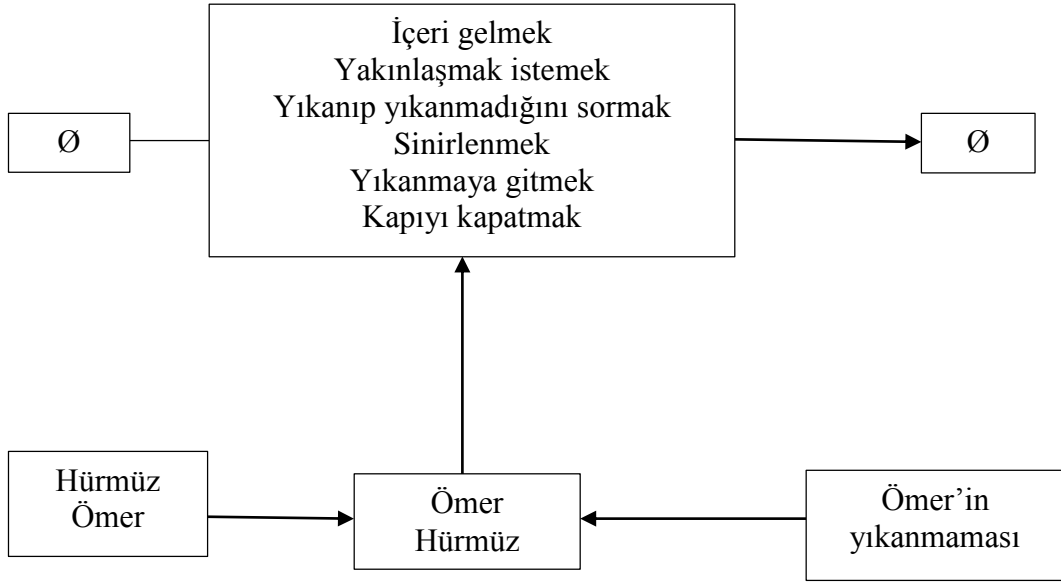 İçeri gelmek
Yakınlaşmak istemek
Yıkanıp yıkanmadığını sormak
Sinirlenmek
Yıkanmaya gitmek
Kapıyı kapatmak
Ø
Ø
Hürmüz
Ömer
Ömer
Hürmüz
Ömer’in
yıkanmaması